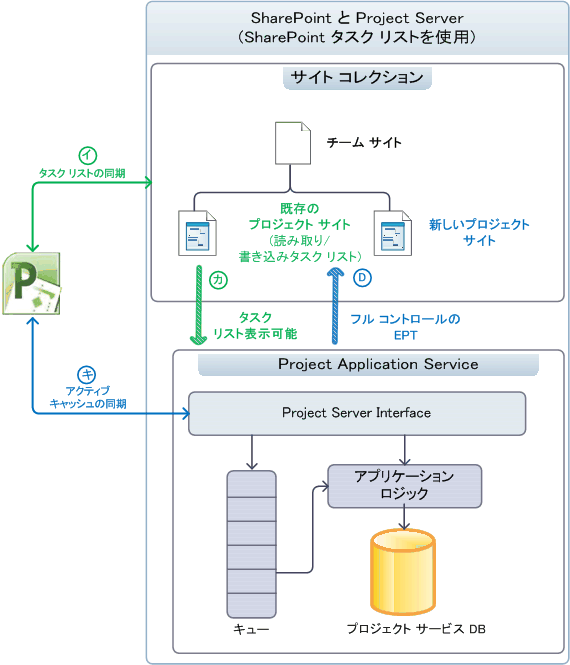 SharePoint と Project Server
(SharePoint タスク リストを使用)
サイト コレクション
チーム サイト
イ
タスク リストの同期
既存の
プロジェクト サイト
(読み取り/
書き込みタスク リスト)
新しいプロジェクト
サイト
P
カ
D
タスク
リスト表示可能
フル コントロールの
EPT
Project Application Service
キ
アクティブ
キャッシュの同期
Project Server Interface
アプリケーション
ロジック
キュー
プロジェクト サービス DB